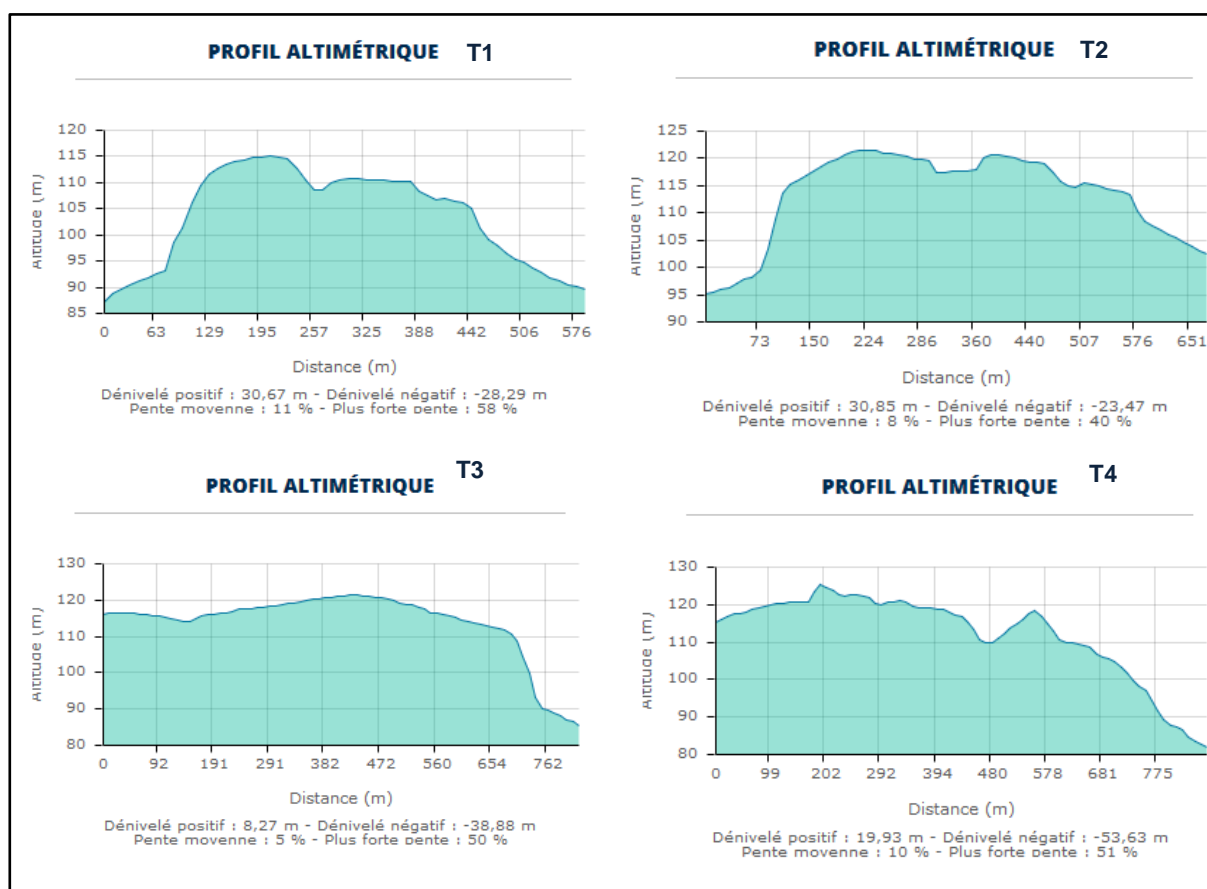 PROFIL ALTIMÉTRIQUE T1
120
115
110
105
100
95
90
85
Altitude (m)
0 63 129 195 257 325 388 442 506 576
Distance (m)
Dénivelé positif : 30,67 m - Dénivelé négatif : -28,29 m
Pente moyenne : 11 % - Plus forte pente : 58 %
PROFIL ALTIMÉTRIQUE T2
125
120
115
110
105
100
95
90
Altitude (m)
73 150 224 286 360 440 507 576 651
Distance (m)
Dénivelé positif : 30,85 m - Dénivelé négatif : -23,47 m
Pente moyenne : 8 % - Plus forte pente : 40 %
PROFIL ALTIMÉTRIQUE T3
130
120
110
100
90
80
Altitude (m)
0 92 191 291 382 472 560 654 762
Distance (m)
Dénivelé positif : 8,27 m - Dénivelé négatif : -38,88 m
Pente moyenne : 5 % - Plus forte pente : 50 %
PROFIL ALTIMÉTRIQUE T4
130
120
110
100
90
80
Altitude (m)
0 99 202 292 394 480 578 681 775
Distance (m)
Dénivelé positif : 19,93 m - Dénivelé négatif : -53,63 m
Pente moyenne : 10 % - Plus forte pente : 51 %